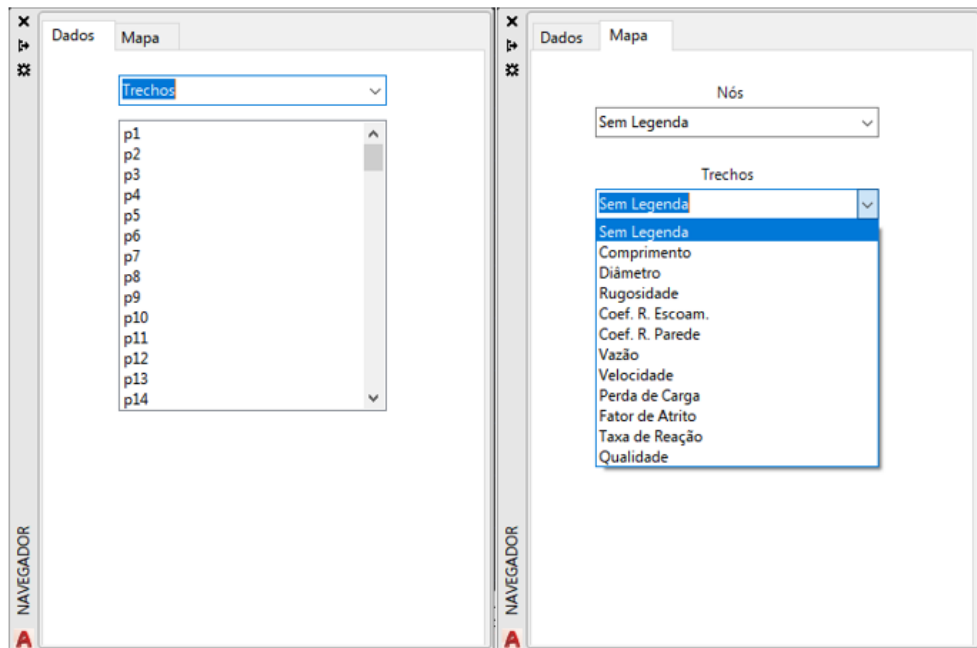 Dados
Mapa
Trechos
p1
p2
p3
p4
p5
p6
p7
p8
p9
p10
p11
p12
p13
p14
NAVEGADOR
Dados
Mapa
Nós
Sem Legenda
Trechos
Sem Legenda
Sem Legenda
Comprimento
Diâmetro
Rugosidade
Coef. R. Escoam.
Coef. R. Parede
Vazão
Velocidade
Perda de Carga
Fator de Atrito
Taxa de Reação
Qualidade
NAVEGADOR